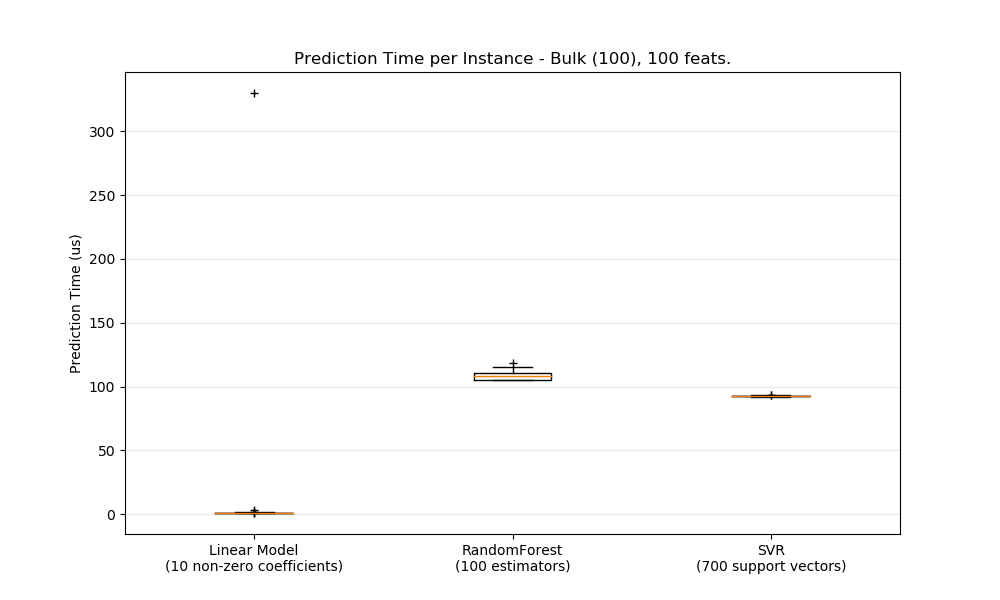 Prediction Time per Instance - Bulk (100), 100 feats.
300
250
200
150
100
50
0
Prediction Time (us)
Linear Model
(10 non-zero coefficients)
RandomForest
(100 estimators)
SVR
(700 support vectors)